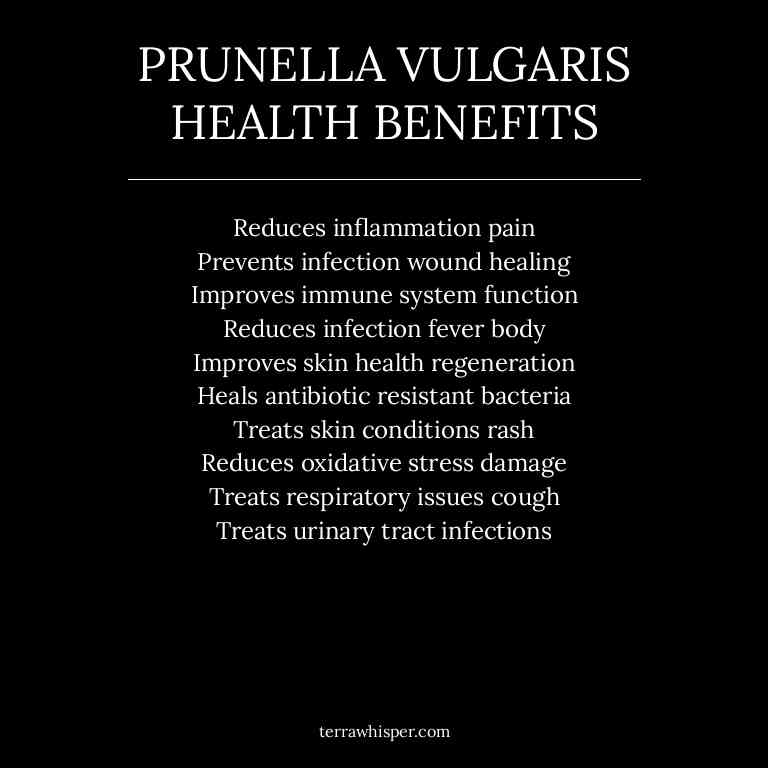 PRUNELLA VULGARIS
HEALTH BENEFITS
Reduces inflammation pain
Prevents infection wound healing
Improves immune system function
Reduces infection fever body
Improves skin health regeneration
Heals antibiotic resistant bacteria
Treats skin conditions rash
Reduces oxidative stress damage
Treats respiratory issues cough
Treats urinary tract infections
terrawhisper.com